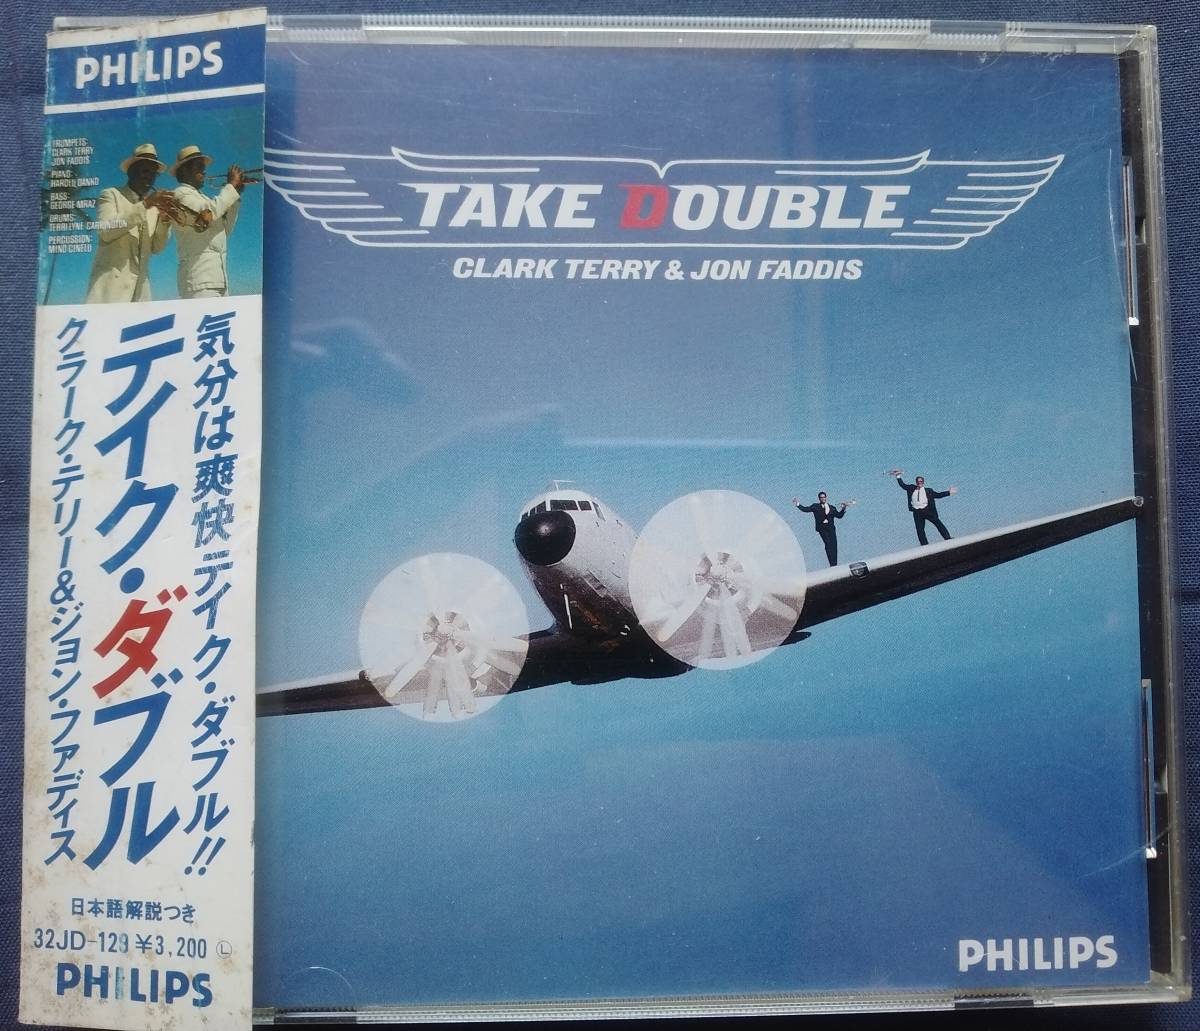 PHILIPS
TRUMPETS:
CLARK TERRY
JON FADDIS
PIANO:
HAROLD DANKO
BASS:
GEORGE MRAZ
DRUMS:
TERRI LYNE CARRINGTON
PERCUSSION:
MINO CINELU
気分は爽快テイク・ダブル!!
テイク・ダブル
クラーク・テリー&ジョン・ファディス
日本語解説つき
32JD-129 ¥3,200 Ⓛ
PHILIPS
TAKE DOUBLE
CLARK TERRY & JON FADDIS
PHILIPS